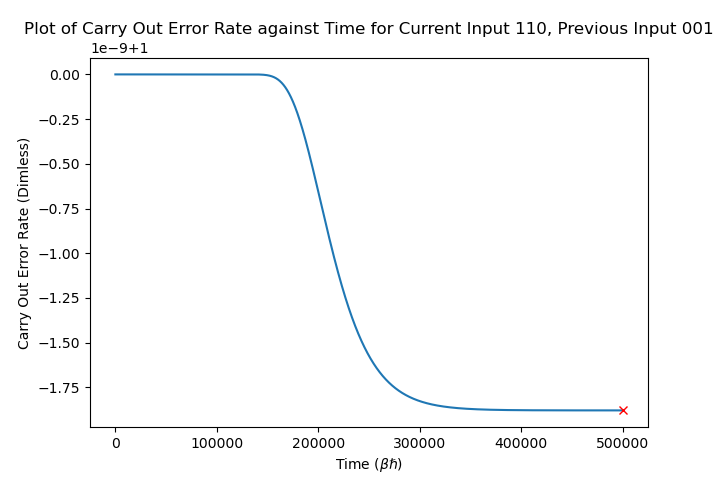 Plot of Carry Out Error Rate against Time for Current Input 110, Previous Input 001
1e−9+1
0.00
−0.25
−0.50
−0.75
−1.00
−1.25
−1.50
−1.75
Carry Out Error Rate (Dimless)
0 100000 200000 300000 400000 500000
Time (βℏ)